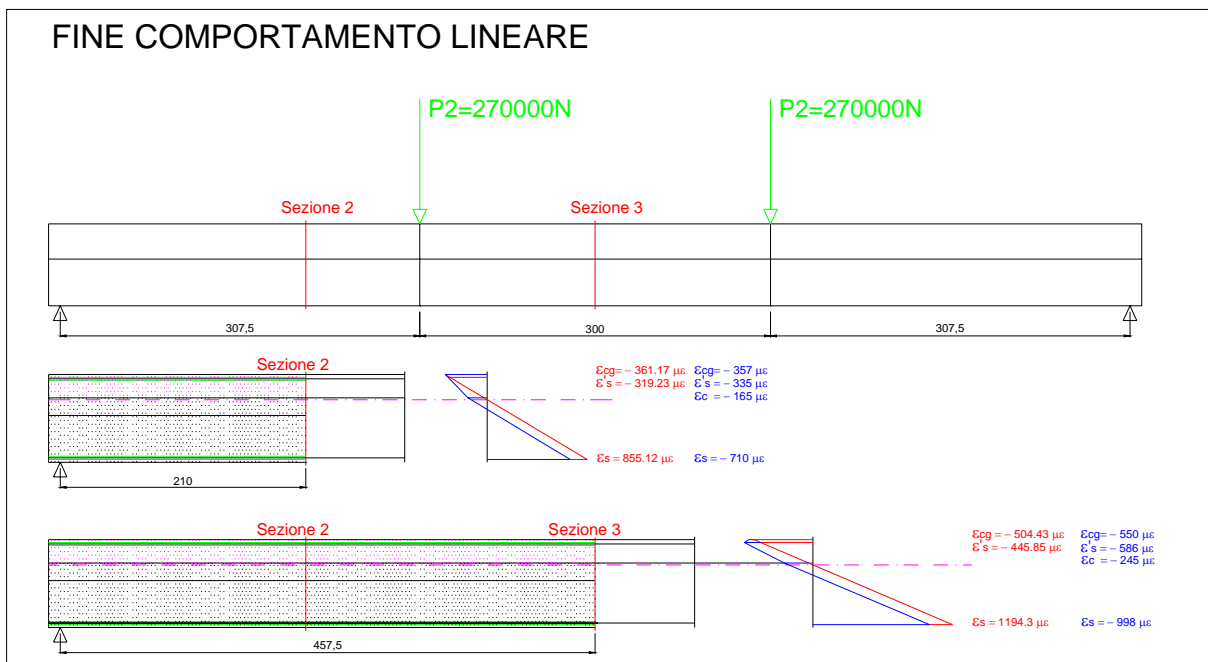 FINE COMPORTAMENTO LINEARE
P2=270000N P2=270000N
Sezione 2 Sezione 3
307,5 300 307,5
Sezione 2
εcg= − 361.17 με εcg= − 357 με
ε's = − 319.23 με ε's = − 335 με
εc = − 165 με
εs = 855.12 με εs = − 710 με
210
Sezione 2 Sezione 3
εcg = − 504.43 με εcg= − 550 με
ε's = − 445.85 με ε's = − 586 με
εc = − 245 με
εs = 1194.3 με εs = − 998 με
457,5